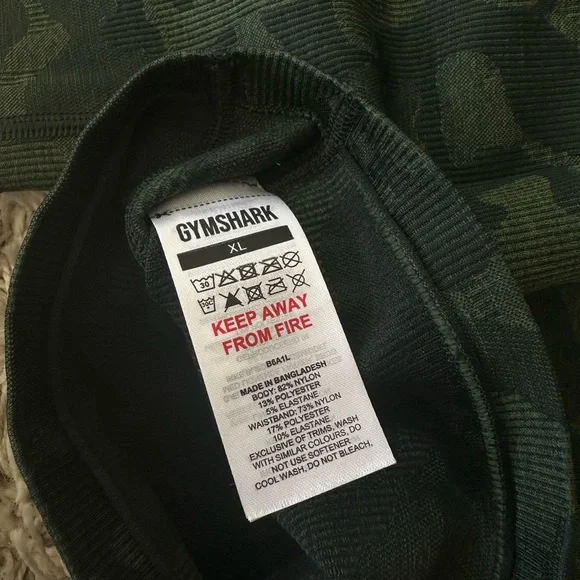 GYMSHARK
XL
30
KEEP AWAY
FROM FIRE
B6A1L
MADE IN BANGLADESH
BODY: 82% NYLON
13% POLYESTER
5% ELASTANE
WAISTBAND: 73% NYLON
17% POLYESTER
10% ELASTANE
EXCLUSIVE OF TRIMS, WASH
WITH SIMILAR COLOURS, DO
NOT USE SOFTENER.
COOL WASH, DO NOT BLEACH.